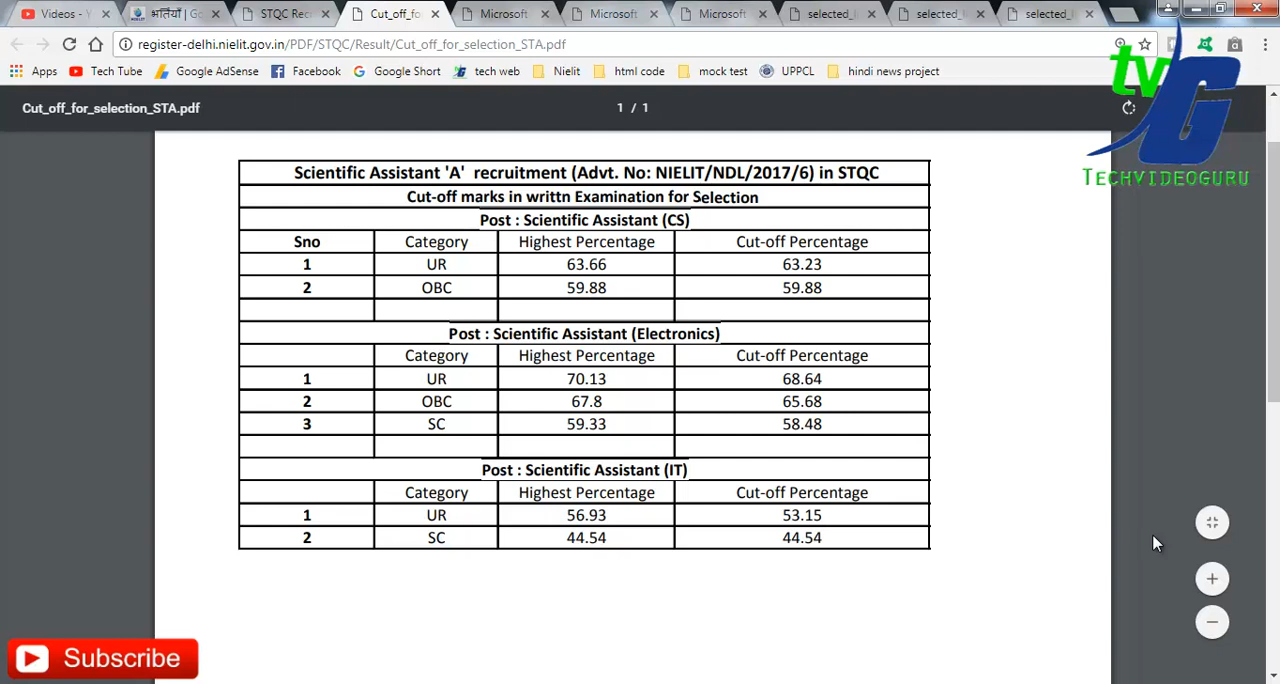 Videos - Y
भर्तियाँ | Go
STQC Rec
Cut_off_fo
Microsoft
Microsoft
Microsoft
selected_l
selected_l
selected_l
register-delhi.nielit.gov.in/PDF/STQC/Result/Cut_off_for_selection_STA.pdf
Apps Tech Tube Google AdSense Facebook Google Short tech web Nielit html code mock test UPPCL hindi news project
Cut_off_for_selection_STA.pdf 1 / 1
tv G
TECHVIDEOGURU
Scientific Assistant 'A' recruitment (Advt. No: NIELIT/NDL/2017/6) in STQC
Cut-off marks in writtn Examination for Selection
Post : Scientific Assistant (CS)
Sno Category Highest Percentage Cut-off Percentage
1 UR 63.66 63.23
2 OBC 59.88 59.88
Post : Scientific Assistant (Electronics)
Category Highest Percentage Cut-off Percentage
1 UR 70.13 68.64
2 OBC 67.8 65.68
3 SC 59.33 58.48
Post : Scientific Assistant (IT)
Category Highest Percentage Cut-off Percentage
1 UR 56.93 53.15
2 SC 44.54 44.54
Subscribe